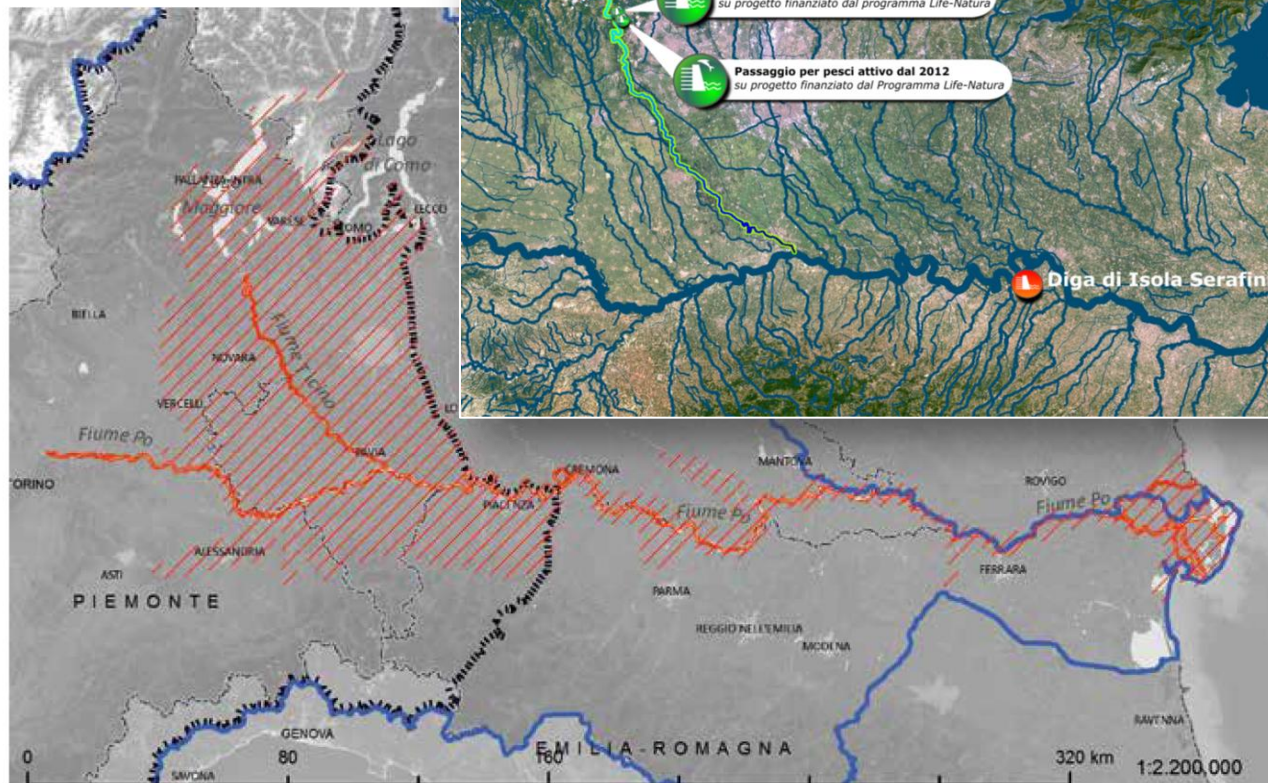 su progetto finanziato dal programma Life-Natura
Passaggio per pesci attivo dal 2012
su progetto finanziato dal Programma Life-Natura
Diga di Isola Serafin
Lago
di Como
PALLANZA-INTRA
Maggiore
VARESE
COMO
LECCO
BIELLA
Fiume Ticino
NOVARA
VERCELLI
LO
Fiume Po
PAVIA
TORINO
CREMONA
MANTOVA
ROVIGO
PIACENZA
Fiume Po
Fiume Po
ALESSANDRIA
ASTI
FERRARA
PIEMONTE
PARMA
REGGIO NELL'EMILIA
MODENA
RAVENNA
GENOVA
EMILIA-ROMAGNA
0
80
160
320 km
1:2.200.000
SAVONA